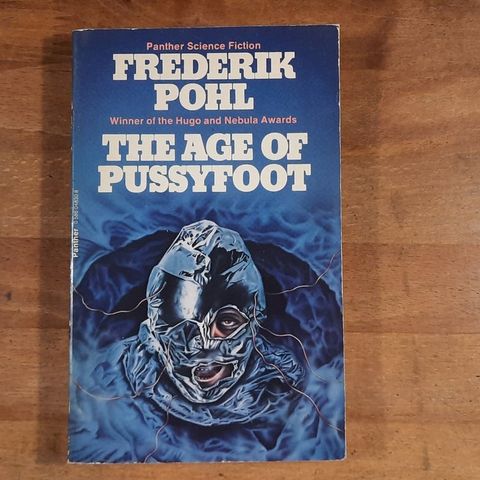 Panther Science Fiction
FREDERIK
POHL
Winner of the Hugo and Nebula Awards
THE AGE OF
PUSSYFOOT
Panther